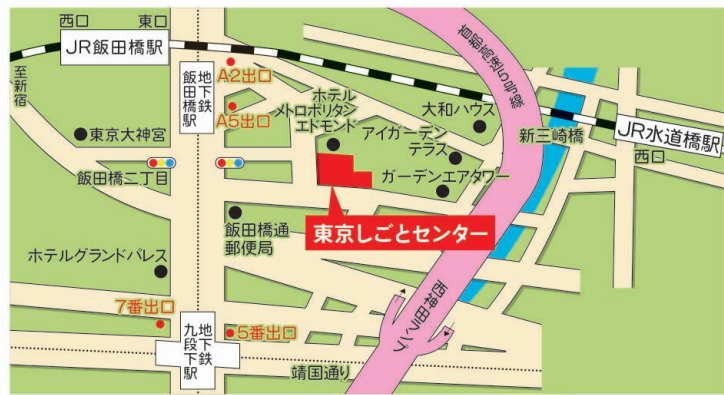 西口
東口
JR飯田橋駅
至新宿
地下鉄
飯田橋駅
A2出口
A5出口
首都高速5号線
ホテル
メトロポリタン
エドモンド
大和ハウス
アイガーデン
テラス
新三崎橋
JR水道橋駅
西口
東京大神宮
飯田橋二丁目
ガーデンエアタワー
飯田橋通
郵便局
東京しごとセンター
ホテルグランドパレス
西神田ランプ
7番出口
地下鉄
九段下駅
5番出口
靖国通り